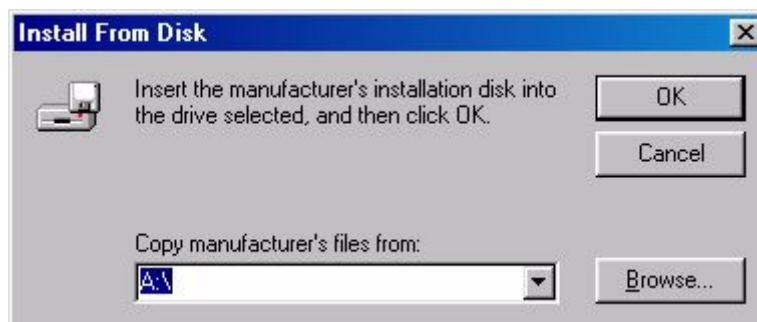 Install From Disk
Insert the manufacturer's installation disk into
the drive selected, and then click OK.
OK
Cancel
Copy manufacturer's files from:
A:\
Browse...